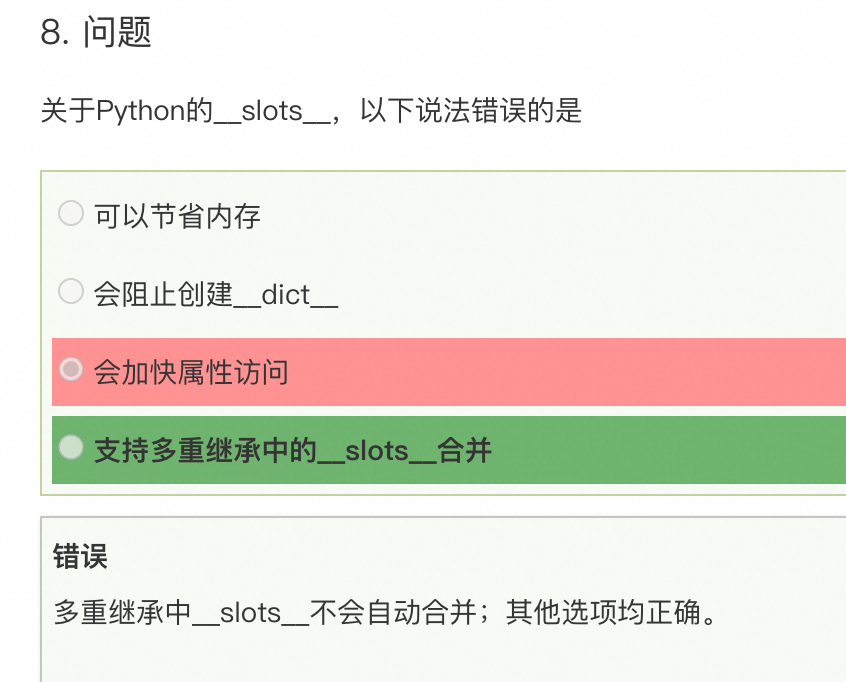 8. 问题
关于Python的__slots__，以下说法错误的是
可以节省内存
会阻止创建__dict__
会加快属性访问
支持多重继承中的__slots__合并
错误
多重继承中__slots__不会自动合并；其他选项均正确。